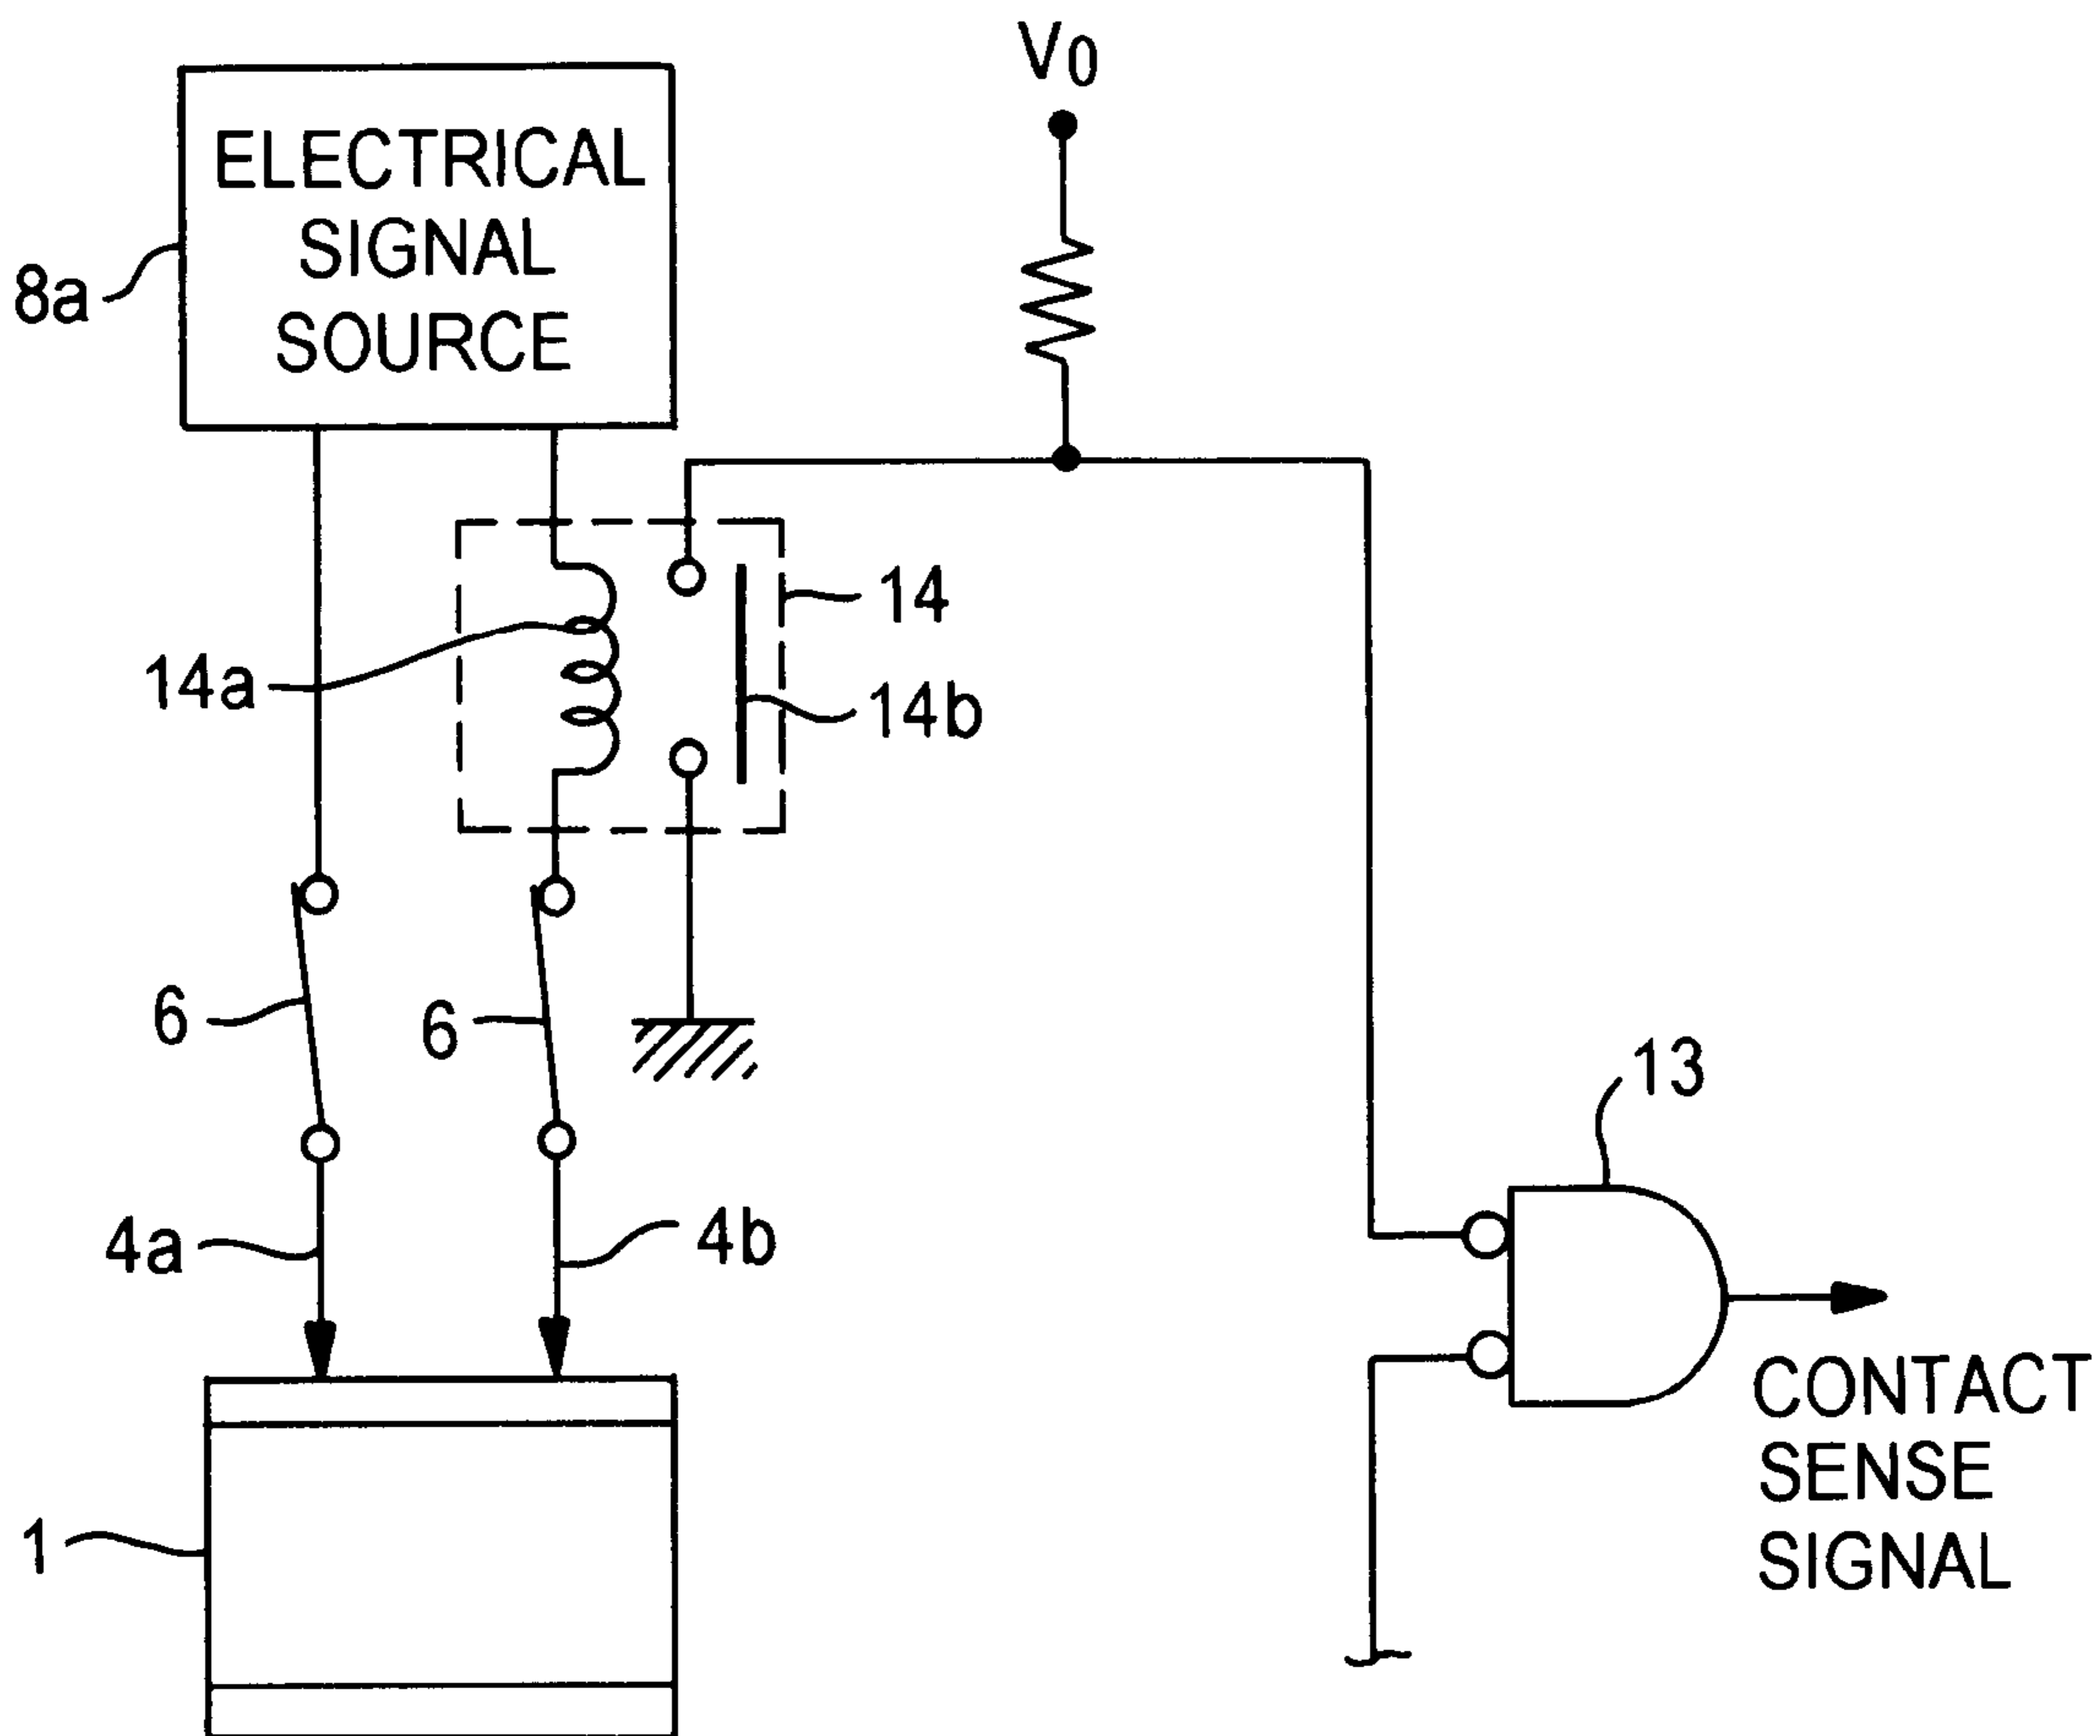 V0
ELECTRICAL
SIGNAL
SOURCE
8a
14
14a
14b
6
6
13
4a
4b
CONTACT
SENSE
SIGNAL
1